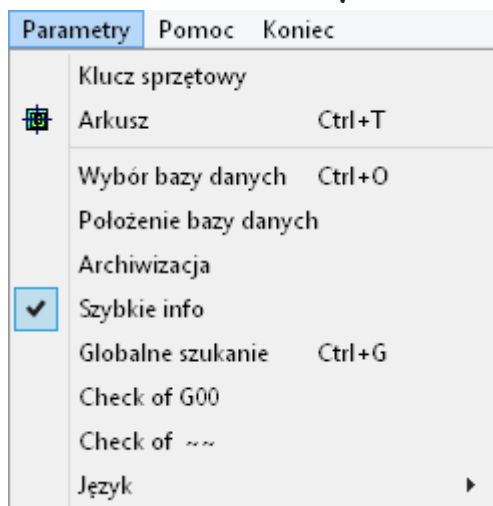 Parametry Pomoc Koniec
Klucz sprzętowy
Arkusz Ctrl+T
Wybór bazy danych Ctrl+O
Położenie bazy danych
Archiwizacja
Szybkie info
Globalne szukanie Ctrl+G
Check of G00
Check of ~~
Język